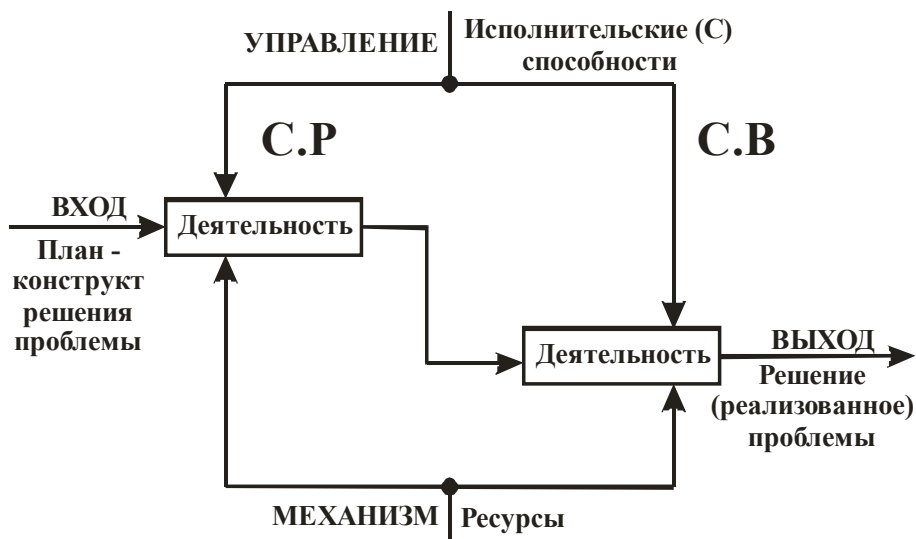 УПРАВЛЕНИЕ
Исполнительские (С)
способности
С.Р
С.В
ВХОД
Деятельность
План -
конструкт
решения
проблемы
Деятельность
ВЫХОД
Решение
(реализованное)
проблемы
МЕХАНИЗМ
Ресурсы